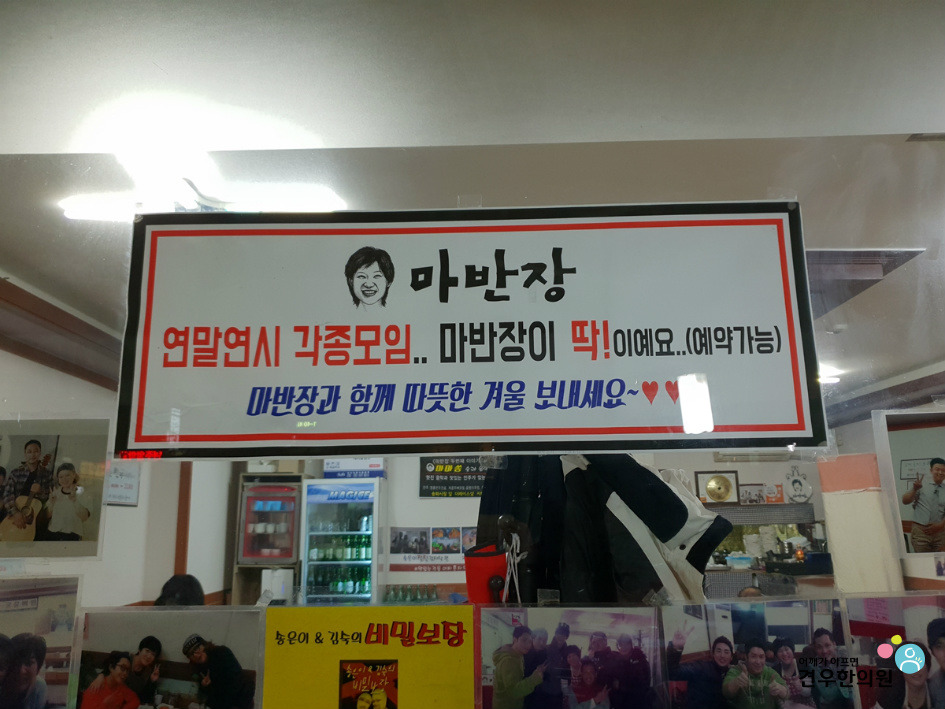 마반장
연말연시 각종모임.. 마반장이 딱!이예요..(예약가능)
마반장과 함께 따뜻한 겨울 보내세요~♥♥
송은이 & 김숙의 비밀보장
어깨가 아프면
견우한의원